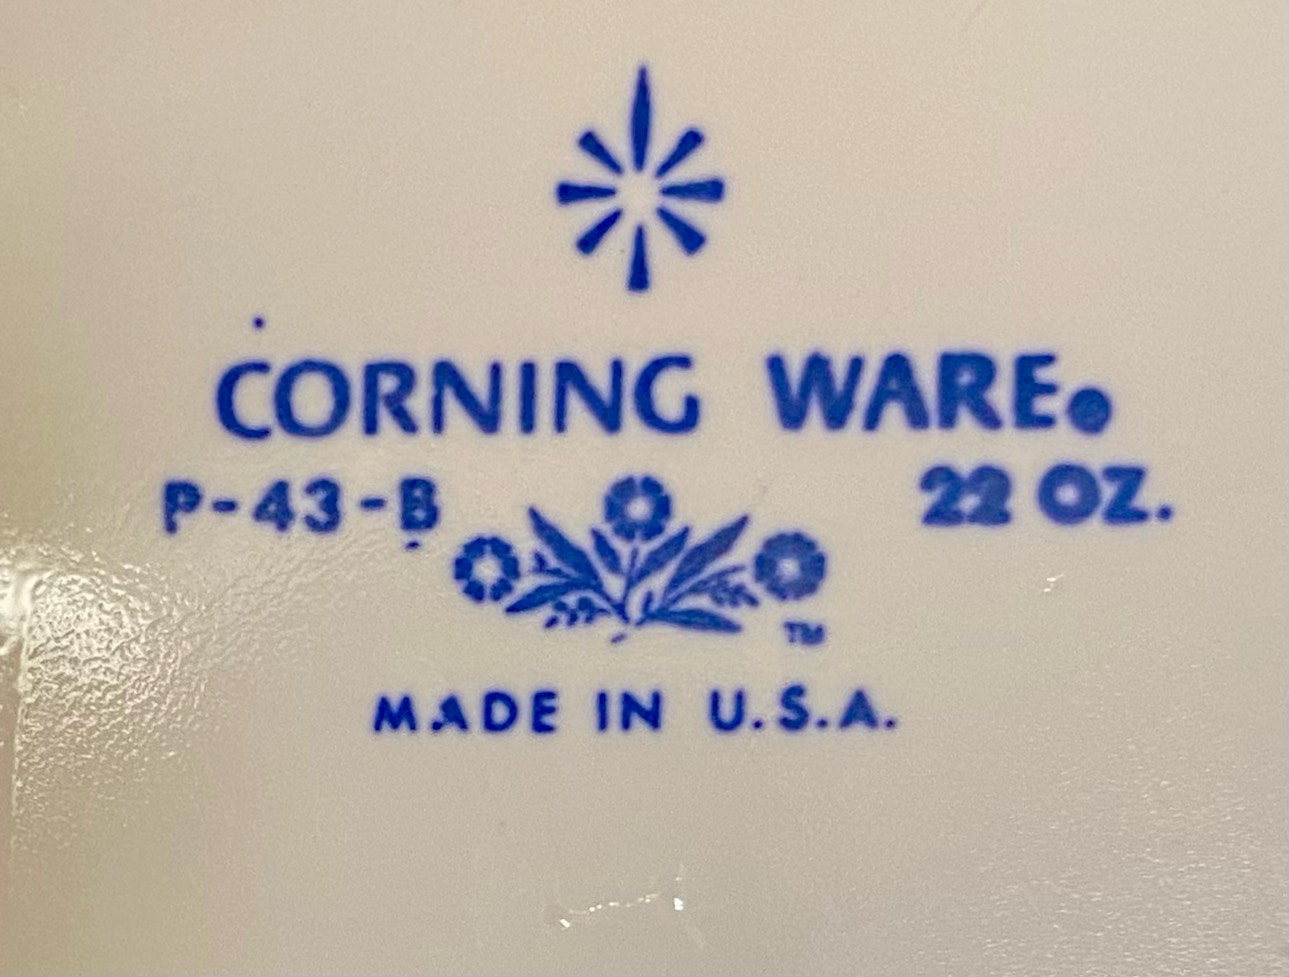 CORNING WARE®
P-43-B 22 OZ.
TM
MADE IN U.S.A.